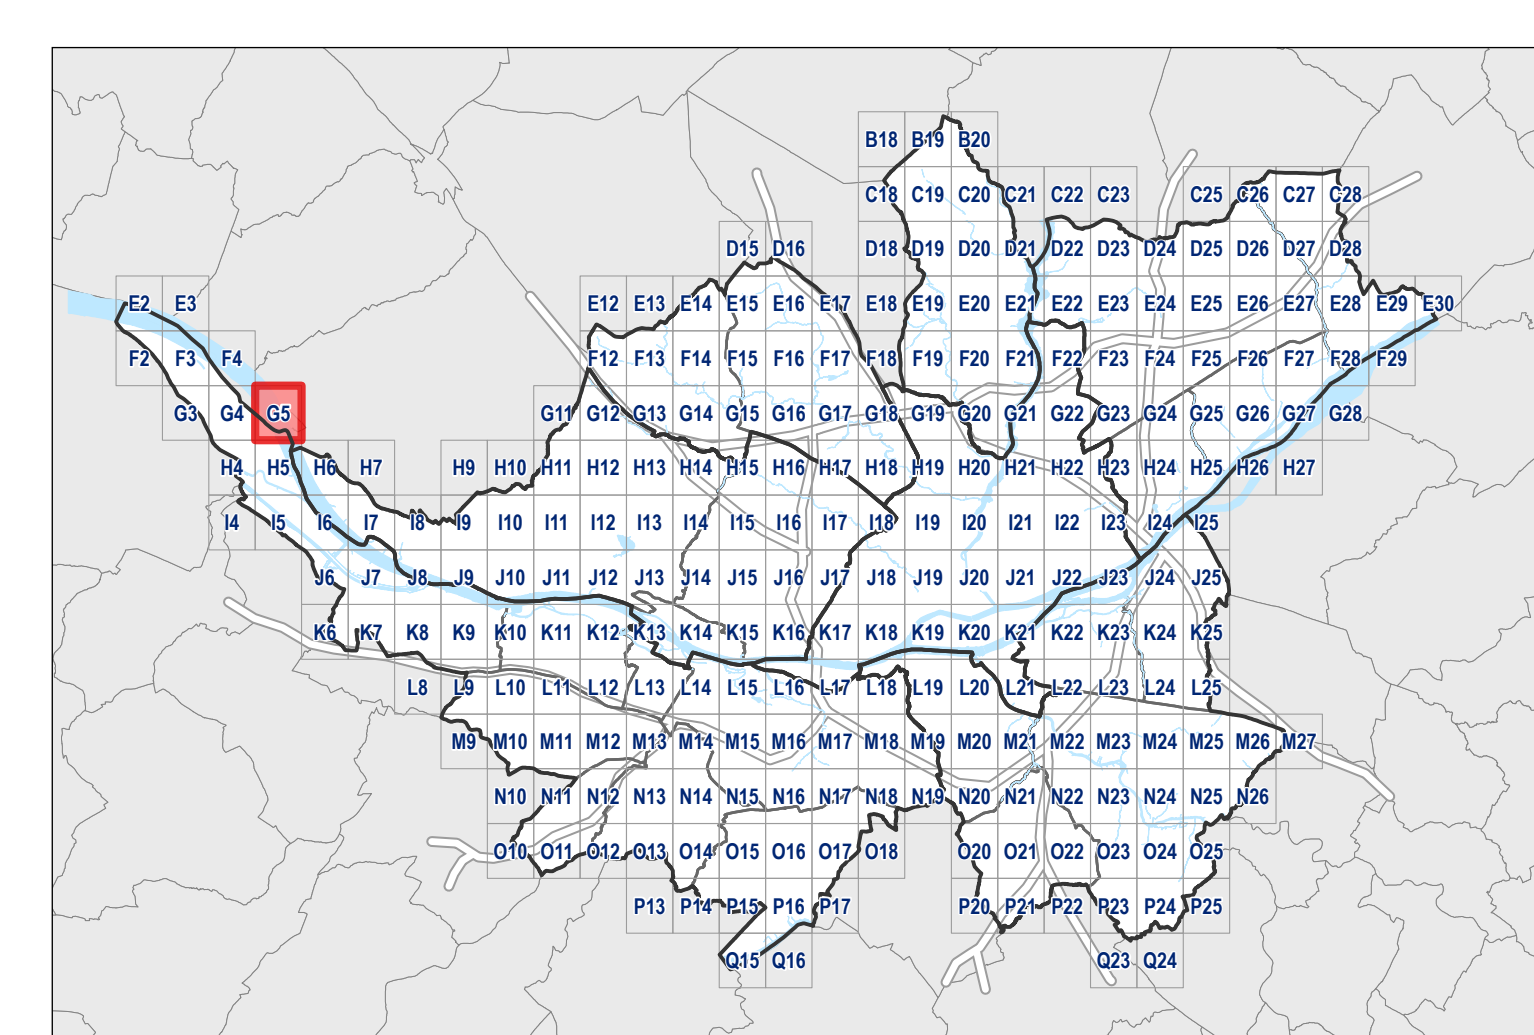 B18 B19 B20
C18 C19 C20 C21 C22 C23 C25 C26 C27 C28
D15 D16 D18 D19 D20 D21 D22 D23 D24 D25 D26 D27 D28
E2 E3 E12 E13 E14 E15 E16 E17 E18 E19 E20 E21 E22 E23 E24 E25 E26 E27 E28 E29 E30
F2 F3 F4 F12 F13 F14 F15 F16 F17 F18 F19 F20 F21 F22 F23 F24 F25 F26 F27 F28 F29
G3 G4 G5 G11 G12 G13 G14 G15 G16 G17 G18 G19 G20 G21 G22 G23 G24 G25 G26 G27 G28
H4 H5 H6 H7 H9 H10 H11 H12 H13 H14 H15 H16 H17 H18 H19 H20 H21 H22 H23 H24 H25 H26 H27
I4 I5 I6 I7 I8 I9 I10 I11 I12 I13 I14 I15 I16 I17 I18 I19 I20 I21 I22 I23 I24 I25
J6 J7 J8 J9 J10 J11 J12 J13 J14 J15 J16 J17 J18 J19 J20 J21 J22 J23 J24 J25
K6 K7 K8 K9 K10 K11 K12 K13 K14 K15 K16 K17 K18 K19 K20 K21 K22 K23 K24 K25
L8 L9 L10 L11 L12 L13 L14 L15 L16 L17 L18 L19 L20 L21 L22 L23 L24 L25
M9 M10 M11 M12 M13 M14 M15 M16 M17 M18 M19 M20 M21 M22 M23 M24 M25 M26 M27
N10 N11 N12 N13 N14 N15 N16 N17 N18 N19 N20 N21 N22 N23 N24 N25 N26
O10 O11 O12 O13 O14 O15 O16 O17 O18 O20 O21 O22 O23 O24 O25
P13 P14 P15 P16 P17 P20 P21 P22 P23 P24 P25
Q15 Q16 Q23 Q24